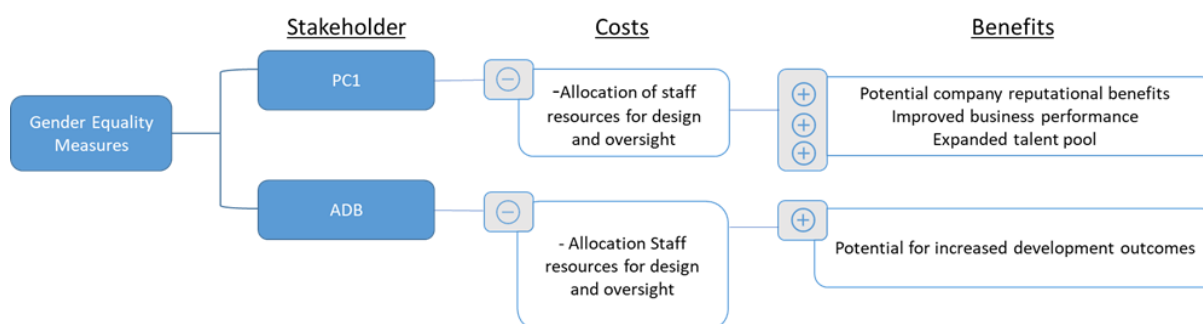 Stakeholder
Costs
Benefits
Gender Equality
Measures
PC1
-Allocation of staff
resources for design
and oversight
Potential company reputational benefits
Improved business performance
Expanded talent pool
ADB
- Allocation Staff
resources for design
and oversight
Potential for increased development outcomes